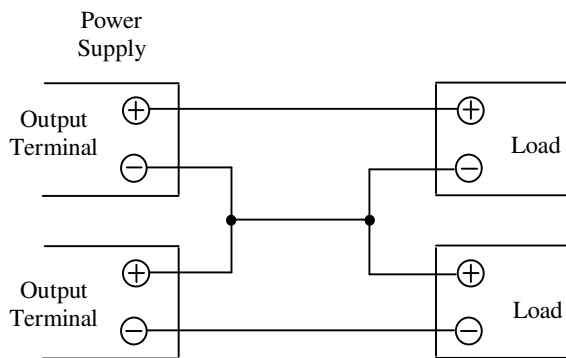 Power
Supply
Output
Terminal
+
−
Load
+
−
Output
Terminal
+
−
Load
+
−